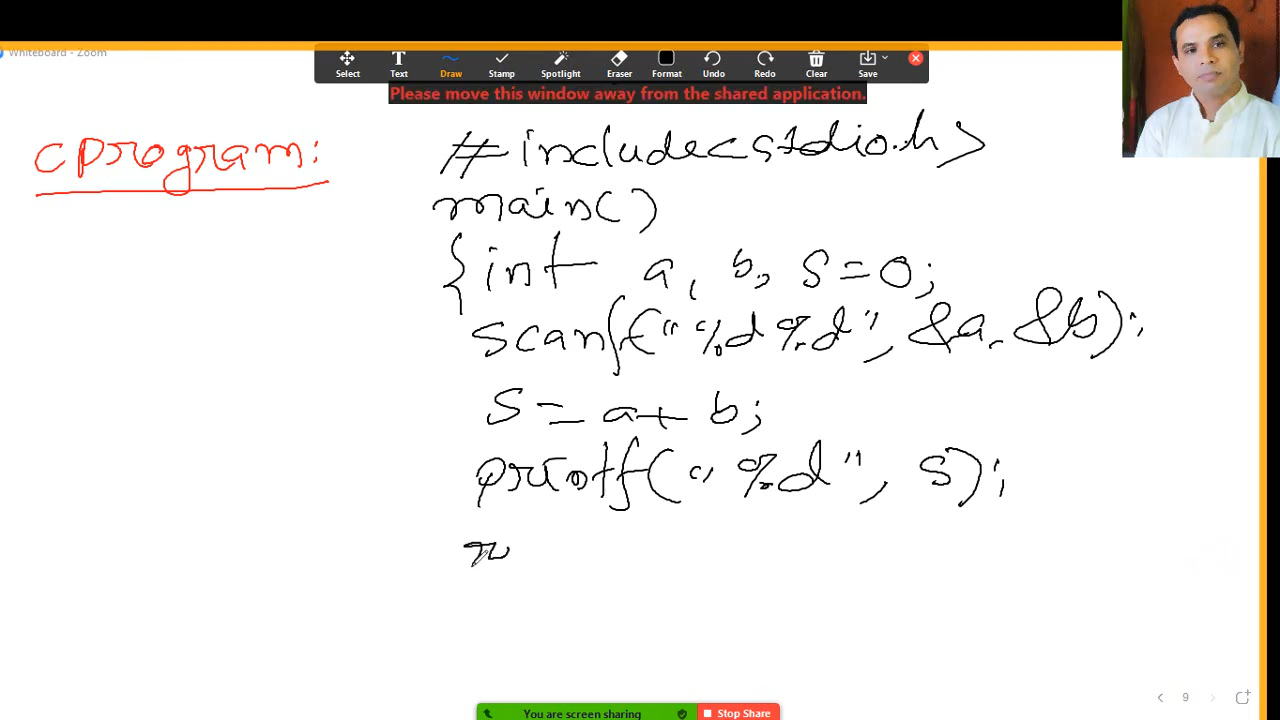 Whiteboard - Zoom
Select Text Draw Stamp Spotlight Eraser Format Undo Redo Clear Save
Please move this window away from the shared application.
c program:
#include<stdio.h>
main()
{int a, b, s=0;
scanf("%d%d", &a, &b);
s=a+b;
printf("%d", s);
9
You are screen sharing Stop Share